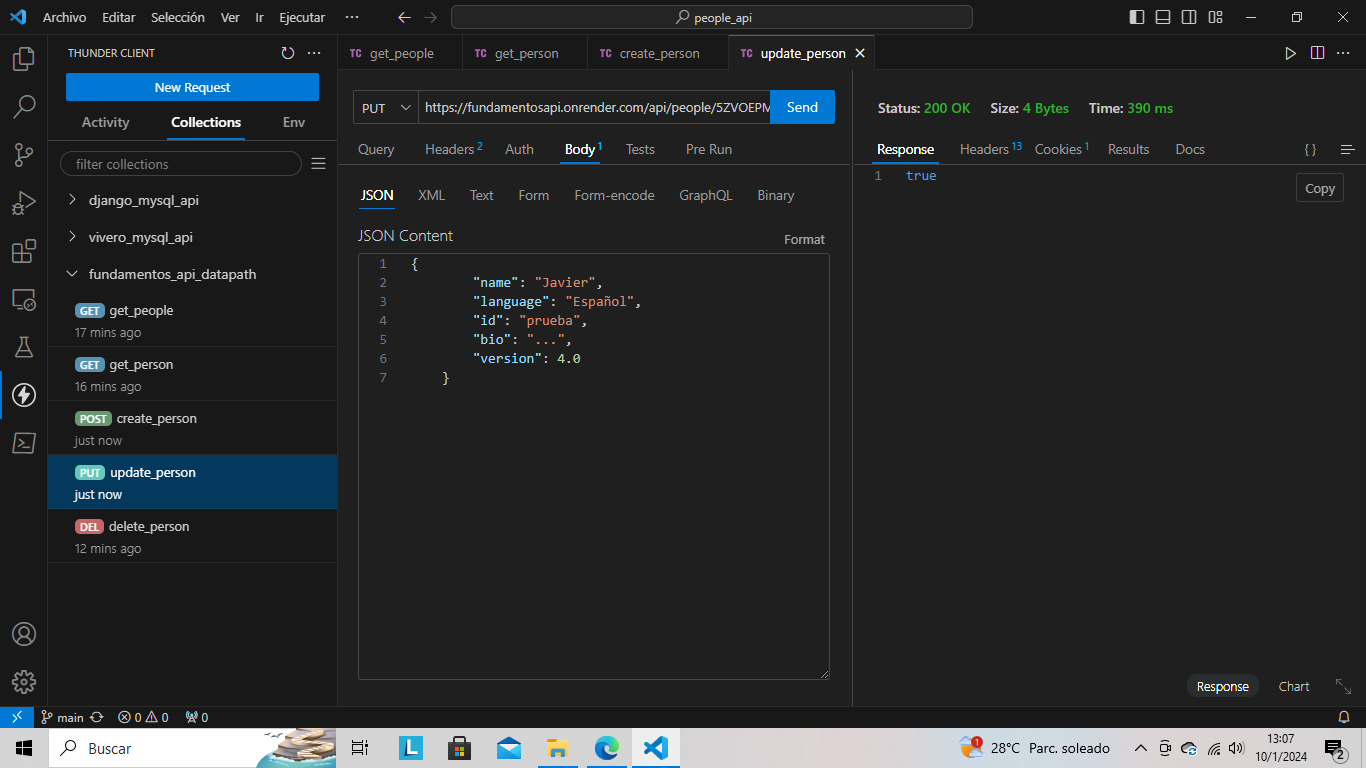 Archivo Editar Selección Ver Ir Ejecutar ··· people_api
THUNDER CLIENT ···
New Request
Activity Collections Env
filter collections
django_mysql_api
vivero_mysql_api
fundamentos_api_datapath
GET get_people
17 mins ago
GET get_person
16 mins ago
POST create_person
just now
PUT update_person
just now
DEL delete_person
12 mins ago
TC get_people TC get_person TC create_person TC update_person
PUT https://fundamentosapi.onrender.com/api/people/5ZVOEPM Send
Query Headers 2 Auth Body 1 Tests Pre Run
JSON XML Text Form Form-encode GraphQL Binary
JSON Content Format
1 {
2 "name": "Javier",
3 "language": "Español",
4 "id": "prueba",
5 "bio": "...",
6 "version": 4.0
7 }
Status: 200 OK Size: 4 Bytes Time: 390 ms
Response Headers 13 Cookies 1 Results Docs { }
1 true
Copy
Response Chart
main 0 0 0
Buscar L 1 28°C Parc. soleado 13:07
10/1/2024 2